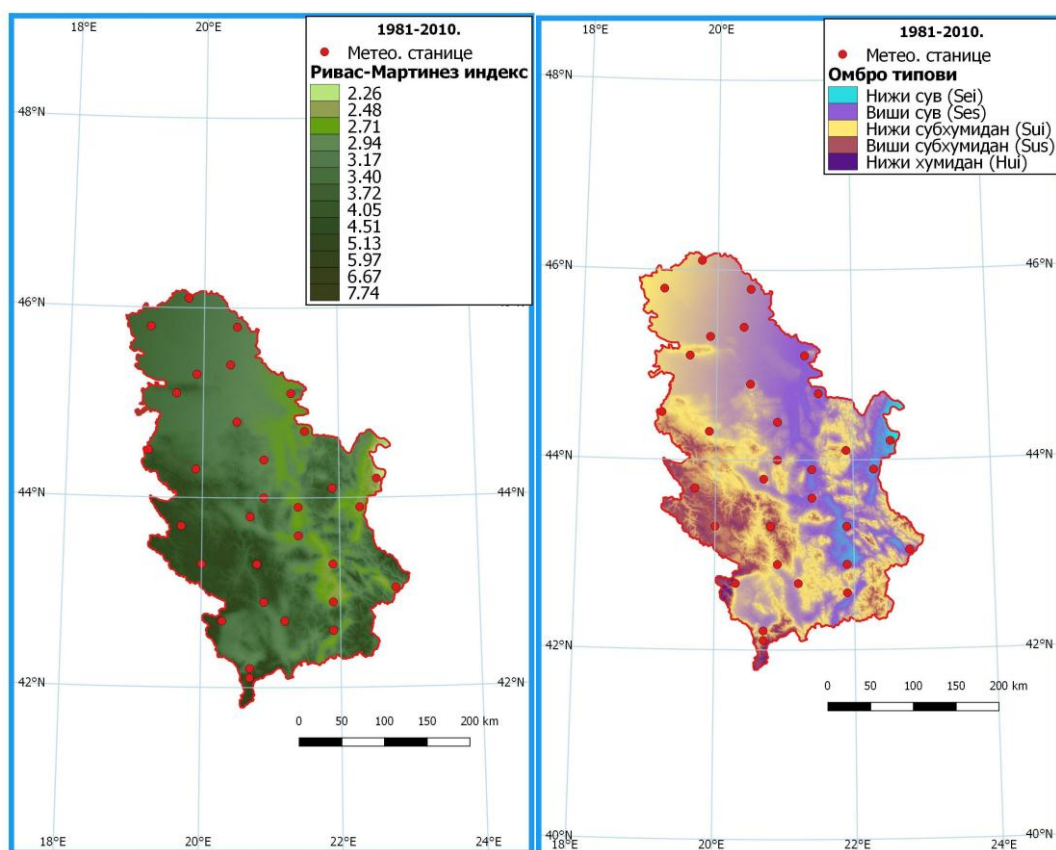 18°E
20°E
1981-2010.
Метео. станице
Ривас-Мартинез индекс
2.26
2.48
2.71
2.94
3.17
3.40
3.72
4.05
4.51
5.13
5.97
6.67
7.74
48°N
46°N
44°N
42°N
42°N
0 50 100 150 200 km
18°E
20°E
22°E
24°E
18°E
20°E
1981-2010.
Метео. станице
Омбро типови
Нижи сув (Sei)
Виши сув (Ses)
Нижи субхумидан (Sui)
Виши субхумидан (Sus)
Нижи хумидан (Hui)
48°N
46°N
46°N
44°N
44°N
42°N
42°N
0 50 100 150 200 km
40°N
40°N
18°E
20°E
22°E
24°E